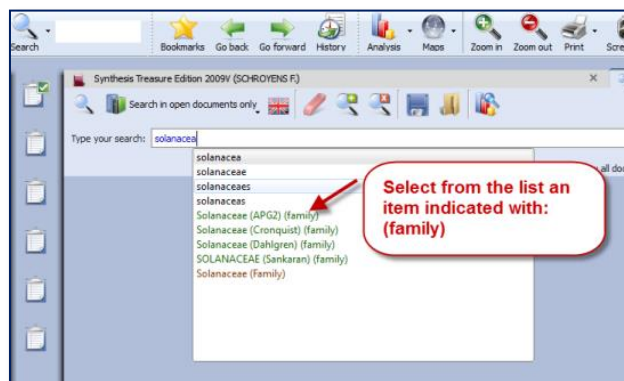 Search
Bookmarks Go back Go forward History Analysis Maps Zoom in Zoom out Print
Synthesis Treasure Edition 2009V (SCHROYENS F.)
Search in open documents only
Type your search: solanacea
solanacea
solanaceae
solanaceaes
solanaceas
Solanaceae (APG2) (family)
Solanaceae (Cronquist) (family)
Solanaceae (Dahlgren) (family)
SOLANACEAE (Sankaran) (family)
Solanaceae (Family)
Select from the list an
item indicated with:
(family)